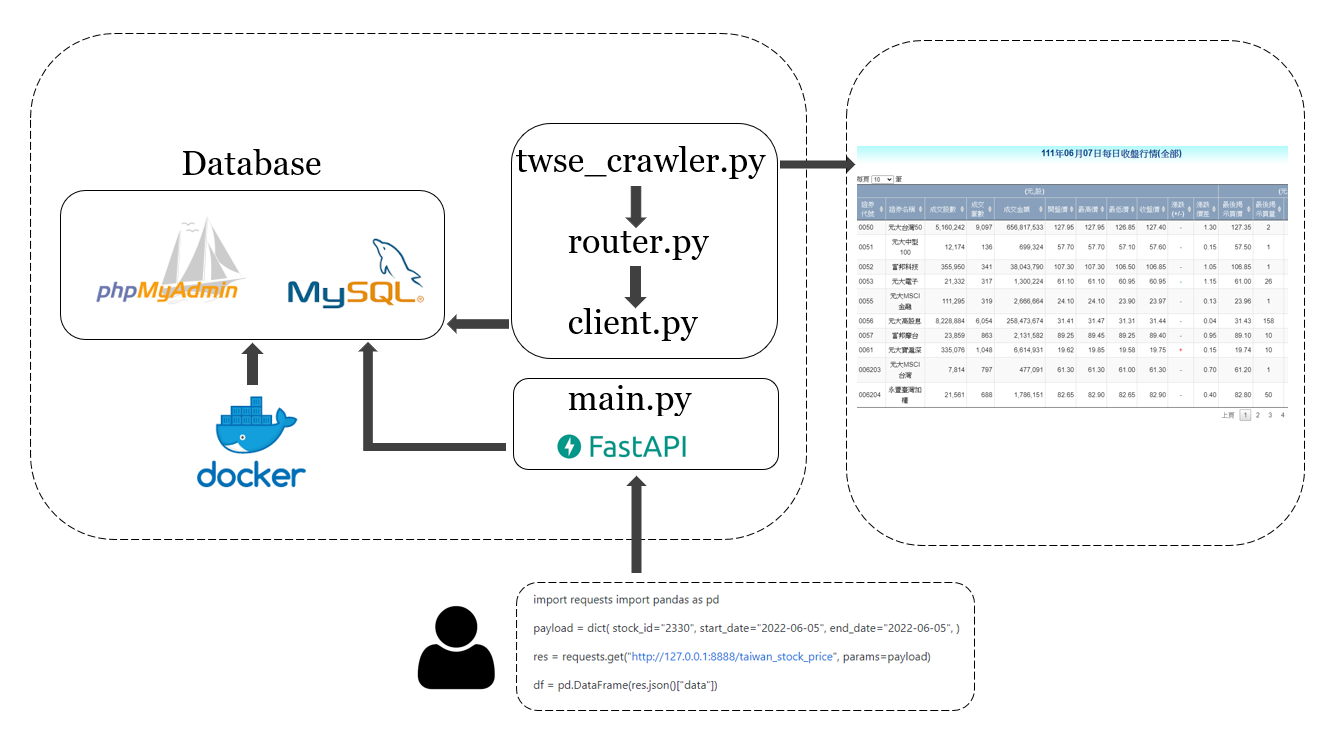 Database
phpMyAdmin
MySQL®
docker
twse_crawler.py
router.py
client.py
main.py
FastAPI
111年06月07日每日收盤行情(全部)
每頁 10 筆
(元,股) (元
證券代號 證券名稱 成交股數 成交筆數 成交金額 開盤價 最高價 最低價 收盤價 漲跌(+/-) 漲跌價差 最後揭示買價 最後揭示買量
0050 元大台灣50 5,160,242 9,097 656,817,533 127.95 127.95 126.85 127.40 - 1.30 127.35 2
0051 元大中型100 12,174 136 699,324 57.70 57.70 57.10 57.60 - 0.15 57.50 1
0052 富邦科技 355,950 341 38,043,790 107.30 107.30 106.50 106.85 - 1.05 106.85 1
0053 元大電子 21,332 317 1,300,224 61.10 61.10 60.95 60.95 - 1.15 61.00 26
0055 元大MSCI金融 111,295 319 2,666,664 24.10 24.10 23.90 23.97 - 0.13 23.96 1
0056 元大高股息 8,228,884 6,054 258,473,674 31.41 31.47 31.31 31.44 - 0.04 31.43 158
0057 富邦摩台 23,859 863 2,131,582 89.25 89.45 89.25 89.40 - 0.95 89.10 10
0061 元大寶滬深 335,076 1,048 6,614,931 19.62 19.85 19.58 19.75 + 0.15 19.74 10
006203 元大MSCI台灣 7,814 797 477,091 61.30 61.30 61.00 61.30 - 0.70 61.20 1
006204 永豐臺灣加權 21,561 688 1,786,151 82.65 82.90 82.65 82.90 - 0.40 82.80 50
上頁 1 2 3 4
import requests import pandas as pd
payload = dict( stock_id="2330", start_date="2022-06-05", end_date="2022-06-05", )
res = requests.get("http://127.0.0.1:8888/taiwan_stock_price", params=payload)
df = pd.DataFrame(res.json()["data"])